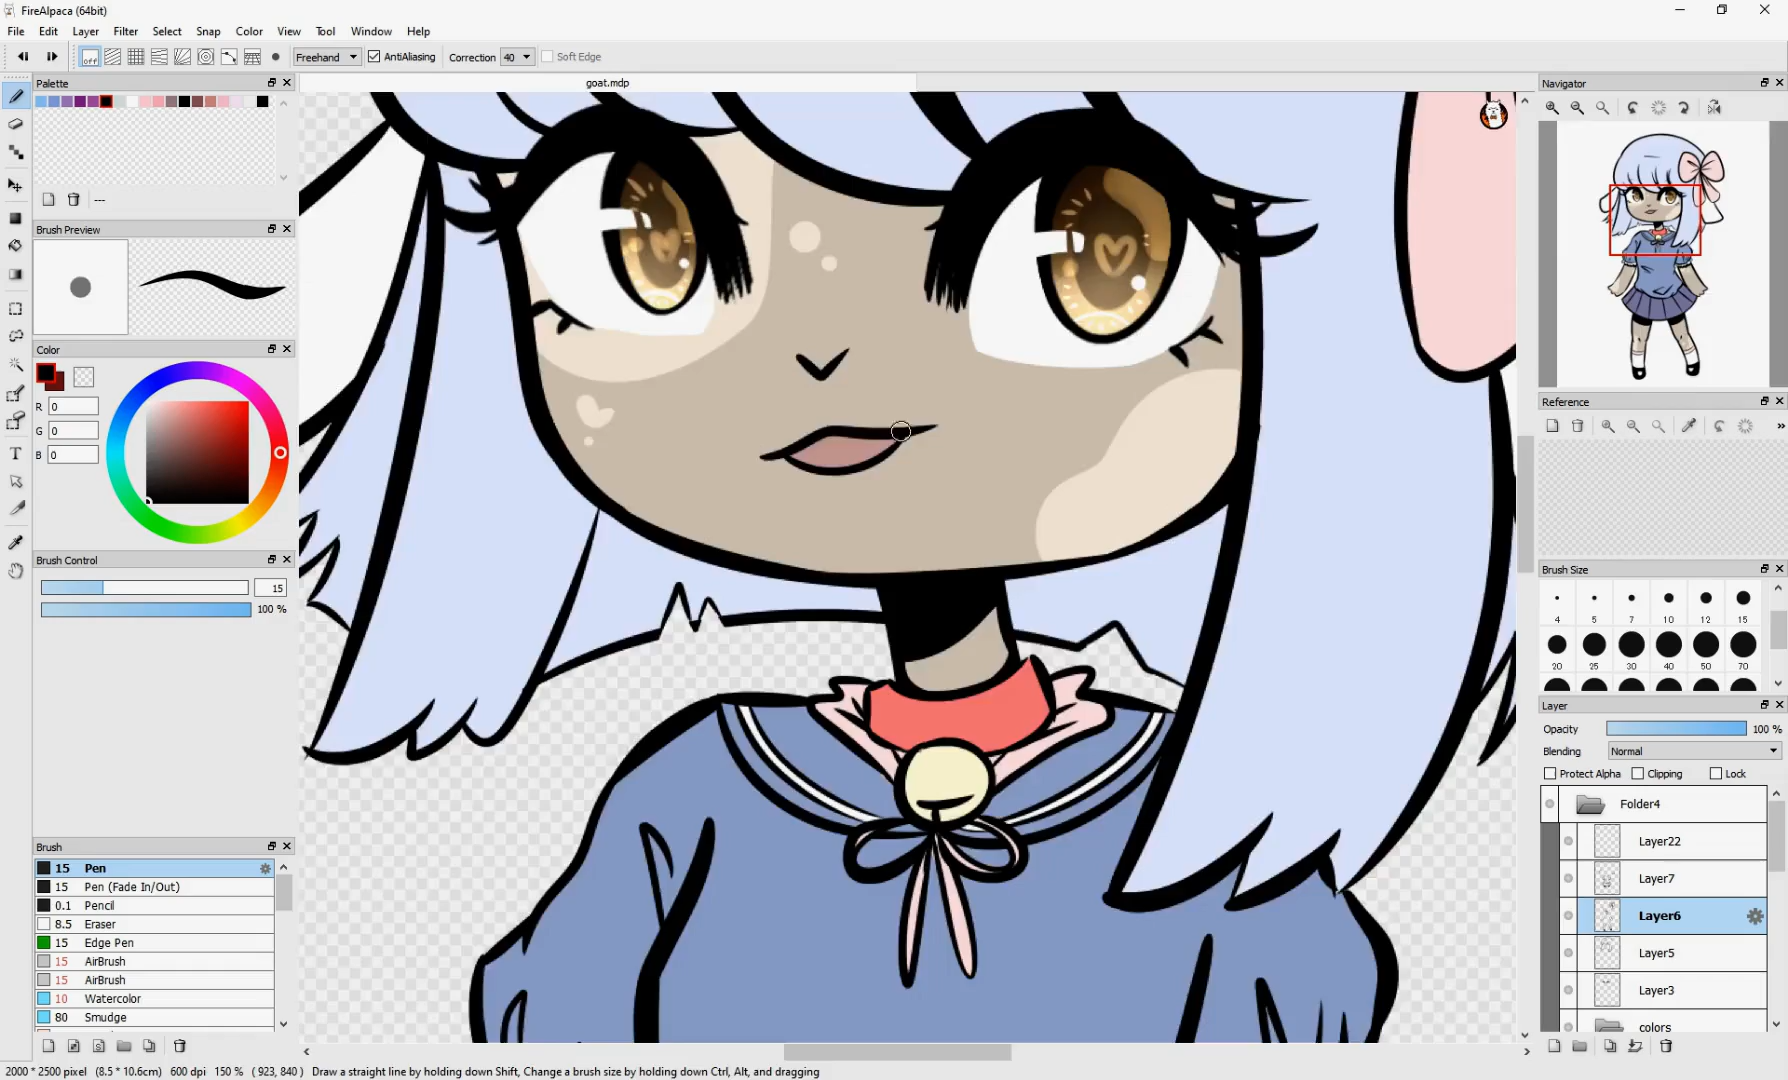 FireAlpaca (64bit)
File Edit Layer Filter Select Snap Color View Tool Window Help
off Freehand AntiAliasing Correction 40 Soft Edge
Palette
goat.mdp
Navigator
---
Brush Preview
Color
R 0
G 0
B 0
Reference
Brush Control
15
100 %
Brush Size
4 5 7 10 12 15
20 25 30 40 50 70
Layer
Opacity 100 %
Blending Normal
Protect Alpha Clipping Lock
Folder4
Layer22
Layer7
Layer6
Layer5
Layer3
colors
Brush
15 Pen
15 Pen (Fade In/Out)
0.1 Pencil
8.5 Eraser
15 Edge Pen
15 AirBrush
15 AirBrush
10 Watercolor
80 Smudge
2000 * 2500 pixel (8.5 * 10.6cm) 600 dpi 150 % ( 923, 840 ) Draw a straight line by holding down Shift, Change a brush size by holding down Ctrl, Alt, and dragging